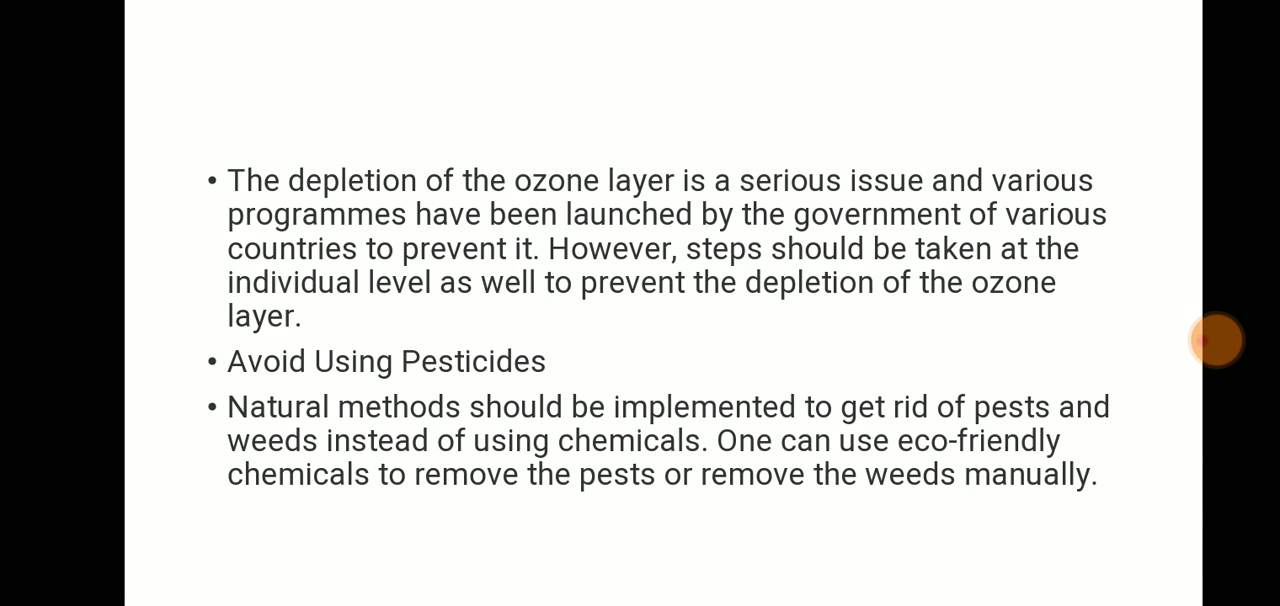 • The depletion of the ozone layer is a serious issue and various
programmes have been launched by the government of various
countries to prevent it. However, steps should be taken at the
individual level as well to prevent the depletion of the ozone
layer.
• Avoid Using Pesticides
• Natural methods should be implemented to get rid of pests and
weeds instead of using chemicals. One can use eco-friendly
chemicals to remove the pests or remove the weeds manually.